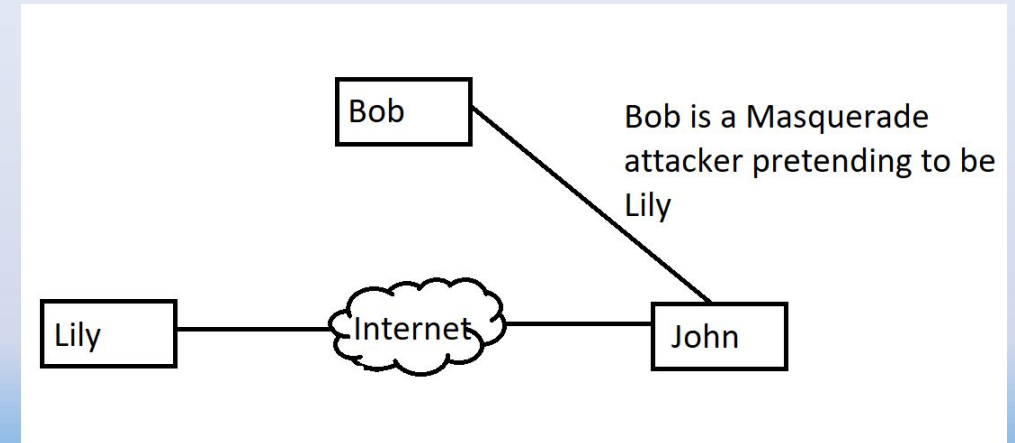 Bob
Bob is a Masquerade
attacker pretending to be
Lily
Lily
Internet
John